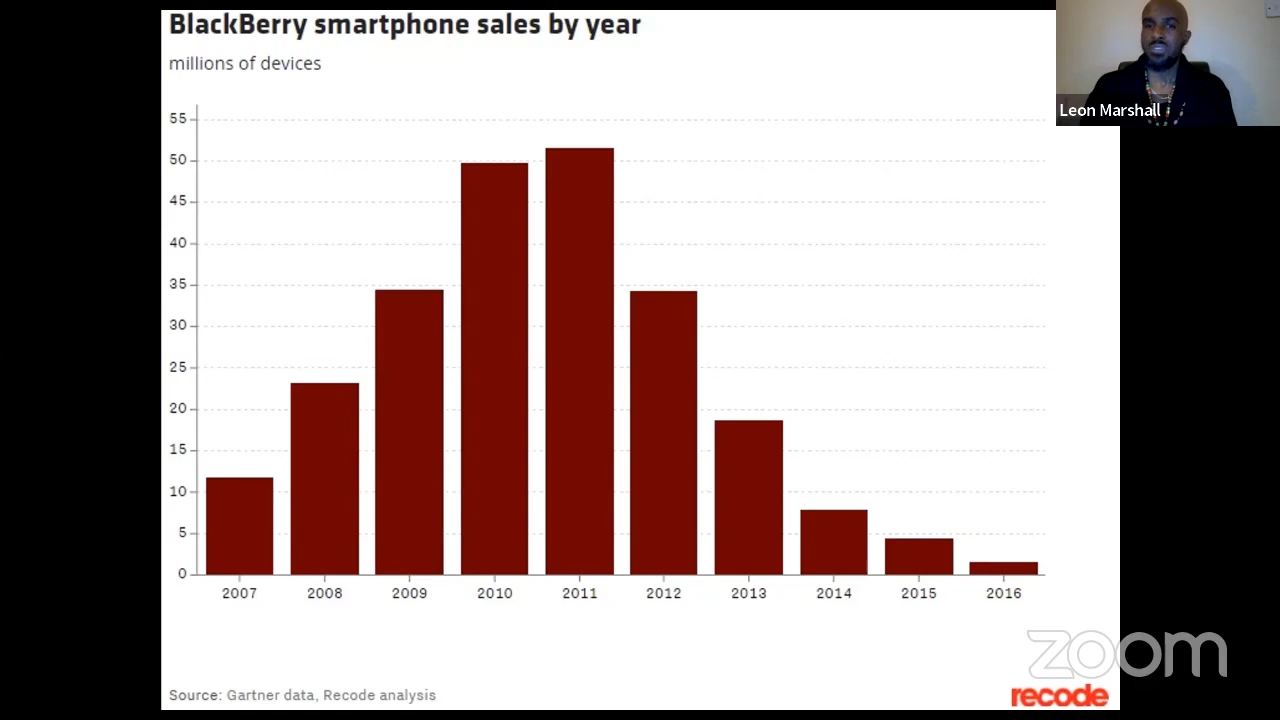 BlackBerry smartphone sales by year
millions of devices
Leon Marshall
55
50
45
40
35
30
25
20
15
10
5
0
2007 2008 2009 2010 2011 2012 2013 2014 2015 2016
zoom
Source: Gartner data, Recode analysis
recode